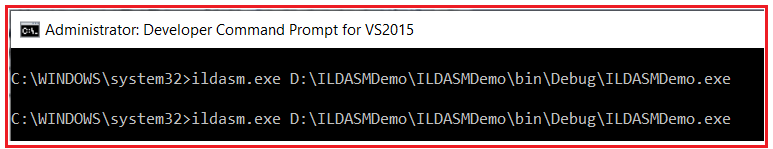 Administrator: Developer Command Prompt for VS2015
C:\WINDOWS\system32>ildasm.exe D:\ILDASMDemo\ILDASMDemo\bin\Debug\ILDASMDemo.exe
C:\WINDOWS\system32>ildasm.exe D:\ILDASMDemo\ILDASMDemo\bin\Debug\ILDASMDemo.exe